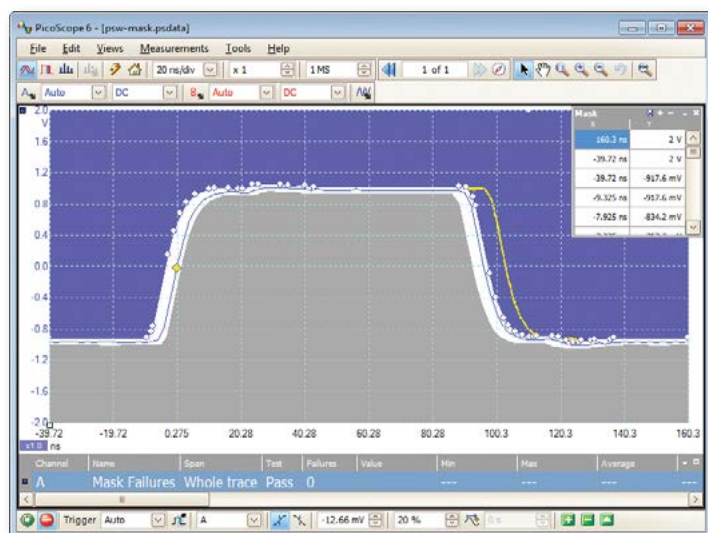 PicoScope 6 - [psw-mask.psdata]
File Edit Views Measurements Tools Help
20 ns/div x 1 1 MS 1 of 1
A Auto DC B Auto DC
2.0
V
1.6
1.2
0.8
0.4
0.0
-0.4
-0.8
-1.2
-1.6
-2.0
Mask
X Y
160.3 ns 2 V
-39.72 ns 2 V
-39.72 ns -917.6 mV
-9.325 ns -917.6 mV
-7.925 ns -834.2 mV
-39.72 -19.72 0.275 20.28 40.28 60.28 80.28 100.3 120.3 140.3 160.3
x1.0 ns
Channel Name Span Test Failures Value Min Max Average
A Mask Failures Whole trace Pass 0 --- --- ---
Trigger Auto A -12.66 mV 20 % 0 s